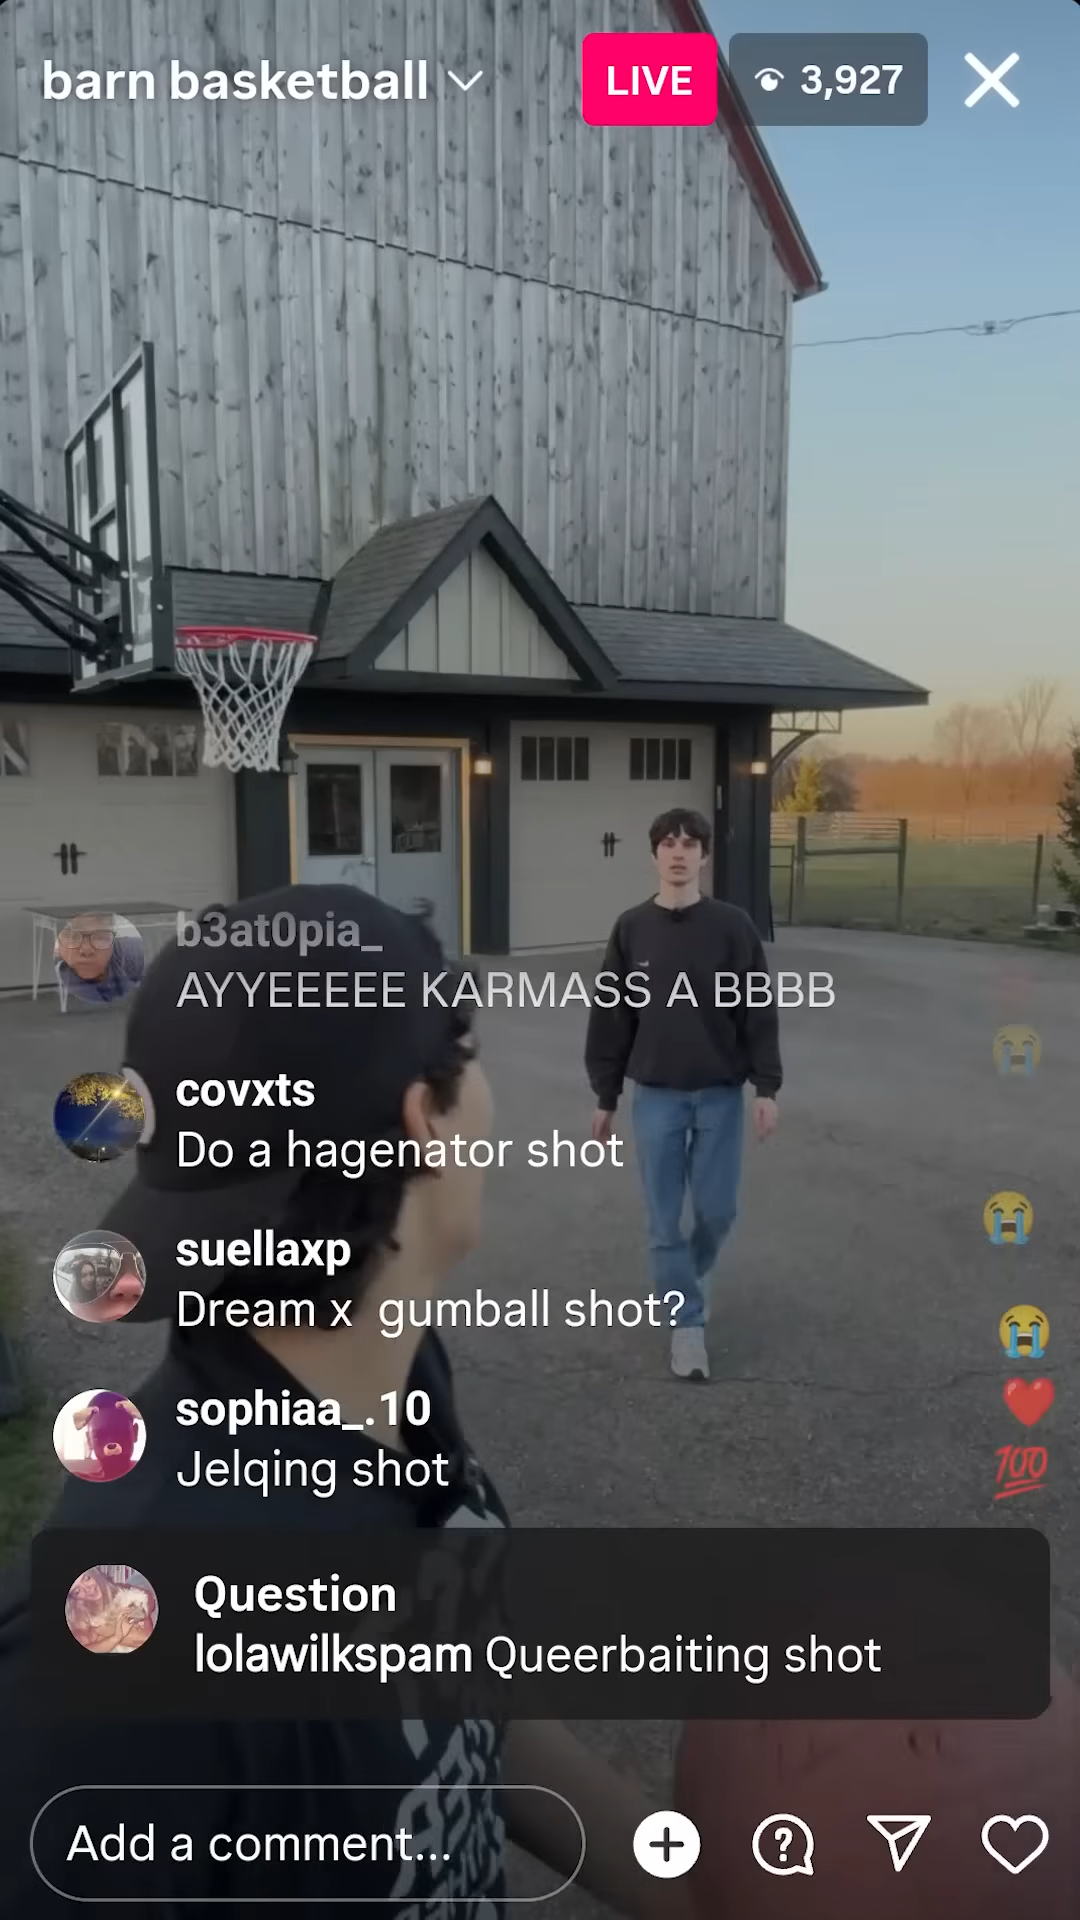 barn basketball
LIVE
3,927
b3at0pia_
AYYEEEEE KARMASS A BBBB
covxts
Do a hagenator shot
suellaxp
Dream x  gumball shot?
sophiaa_.10
Jelqing shot
Question
lolawilkspam Queerbaiting shot
Add a comment...